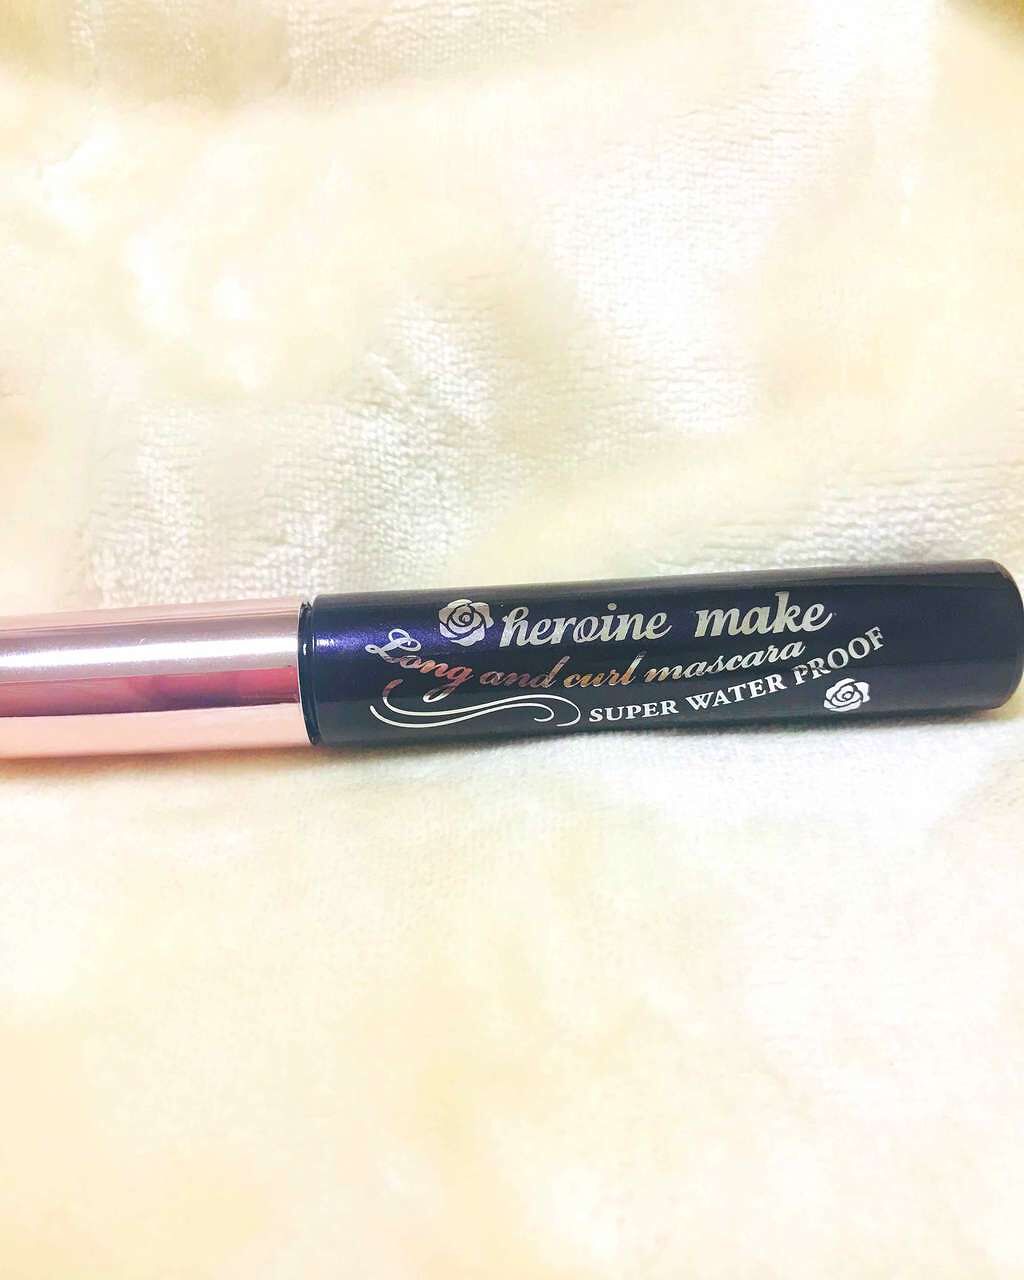 heroine make
Long and curl mascara
SUPER WATER PROOF